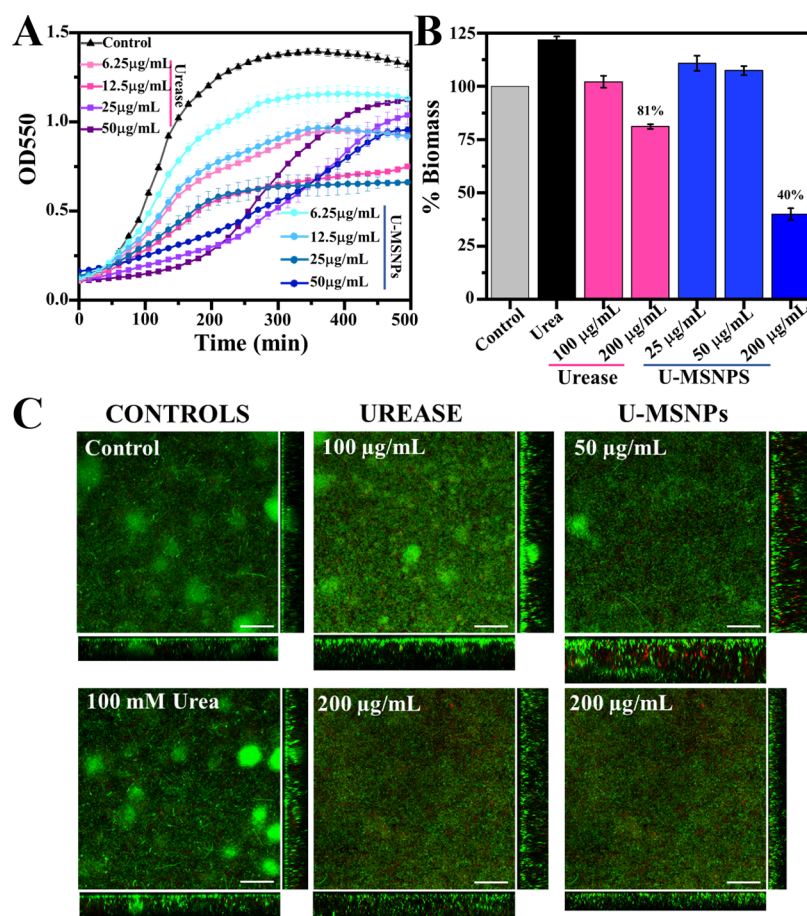 A
1.5
1.0
0.5
0.0
OD550
0
100
200
300
400
500
Time (min)
Control
6.25μg/mL
12.5μg/mL
25μg/mL
50μg/mL
Urease
6.25μg/mL
12.5μg/mL
25μg/mL
50μg/mL
U-MSNPs
B
125
100
75
50
25
0
% Biomass
81%
40%
Control
Urea
100 μg/mL
200 μg/mL
25 μg/mL
50 μg/mL
200 μg/mL
Urease
U-MSNPS
C
CONTROLS
UREASE
U-MSNPs
Control
100 μg/mL
50 μg/mL
100 mM Urea
200 μg/mL
200 μg/mL